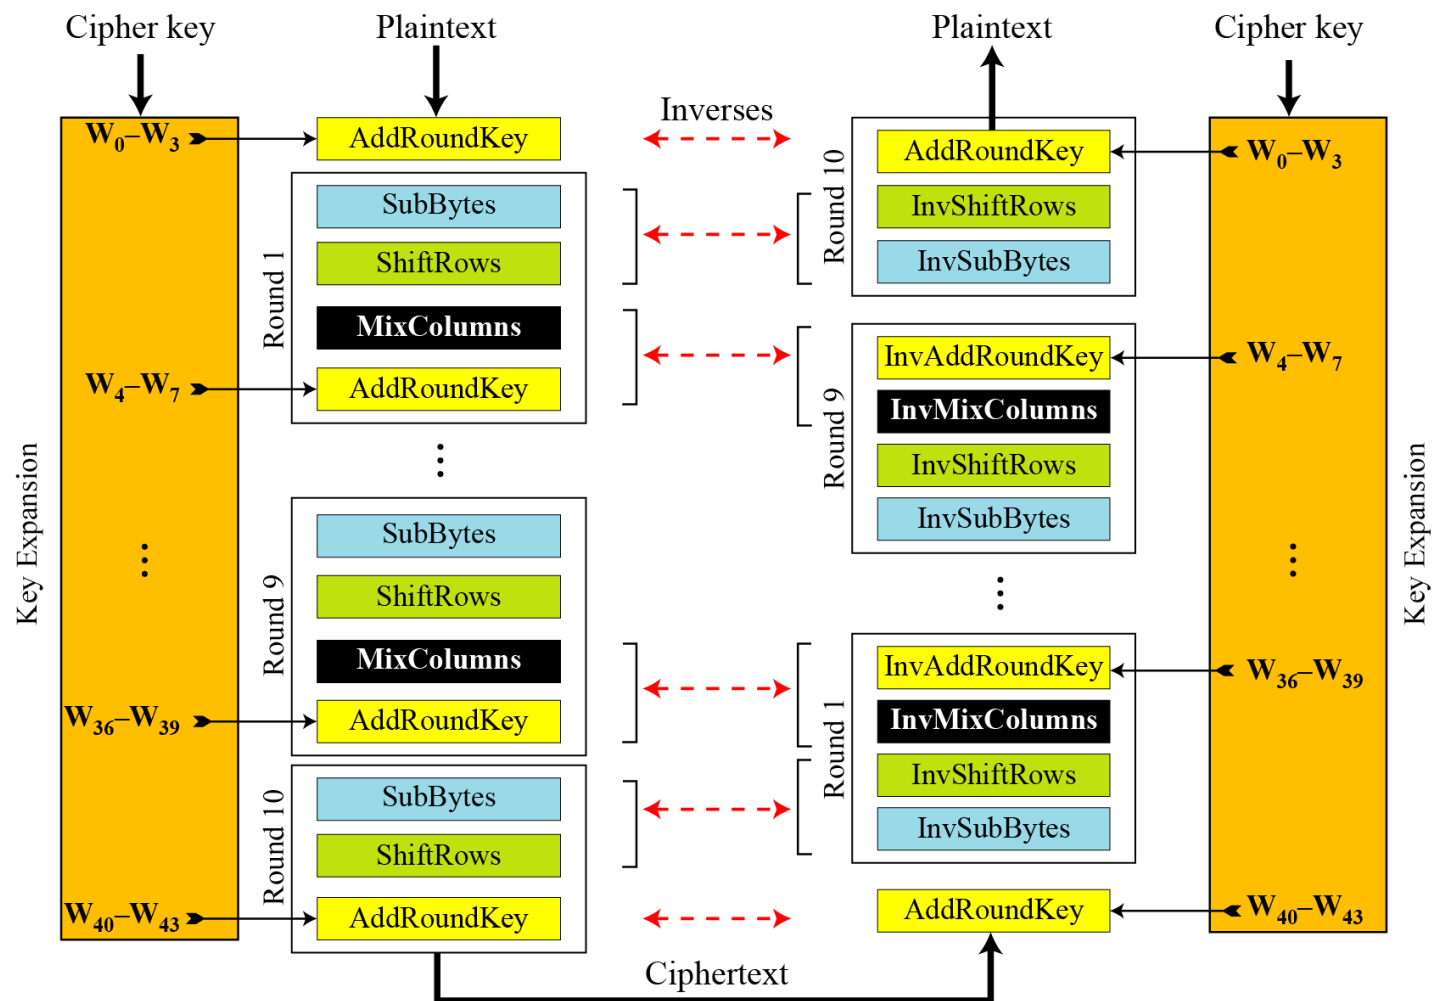 Cipher key
Plaintext
Plaintext
Cipher key
Inverses
Key Expansion
W0–W3
W4–W7
W36–W39
W40–W43
AddRoundKey
Round 1
SubBytes
ShiftRows
MixColumns
AddRoundKey
Round 9
SubBytes
ShiftRows
MixColumns
AddRoundKey
Round 10
SubBytes
ShiftRows
AddRoundKey
Ciphertext
Round 10
AddRoundKey
InvShiftRows
InvSubBytes
Round 9
InvAddRoundKey
InvMixColumns
InvShiftRows
InvSubBytes
Round 1
InvAddRoundKey
InvMixColumns
InvShiftRows
InvSubBytes
AddRoundKey
W0–W3
W4–W7
W36–W39
W40–W43
Key Expansion